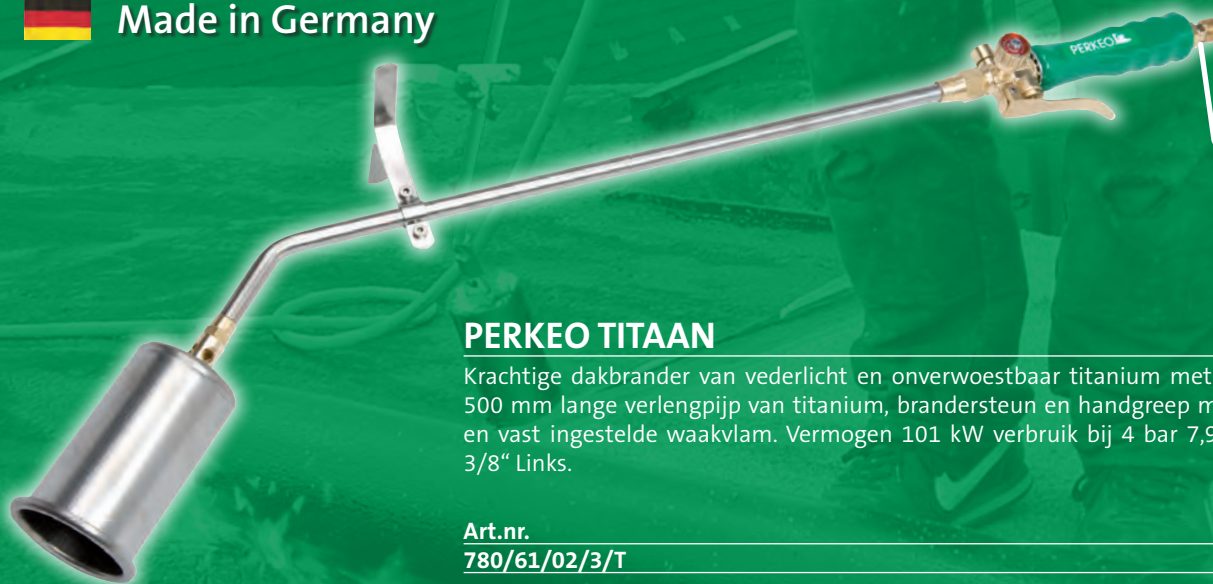 Made in Germany
PERKEO
PERKEO TITAAN
Krachtige dakbrander van vederlicht en onverwoestbaar titanium met
500 mm lange verlengpijp van titanium, brandersteun en handgreep
en vast ingestelde waakvlam. Vermogen 101 kW verbruik bij 4 bar
3/8“ Links.
Art.nr.
780/61/02/3/T